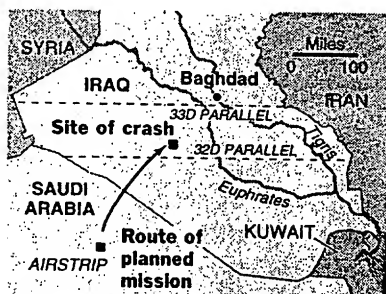 SYRIA
Miles
0 100
IRAQ
Baghdad
IRAN
33D PARALLEL
Site of crash
Tigris
32D PARALLEL
SAUDI
ARABIA
Euphrates
KUWAIT
Route of
planned
mission
AIRSTRIP